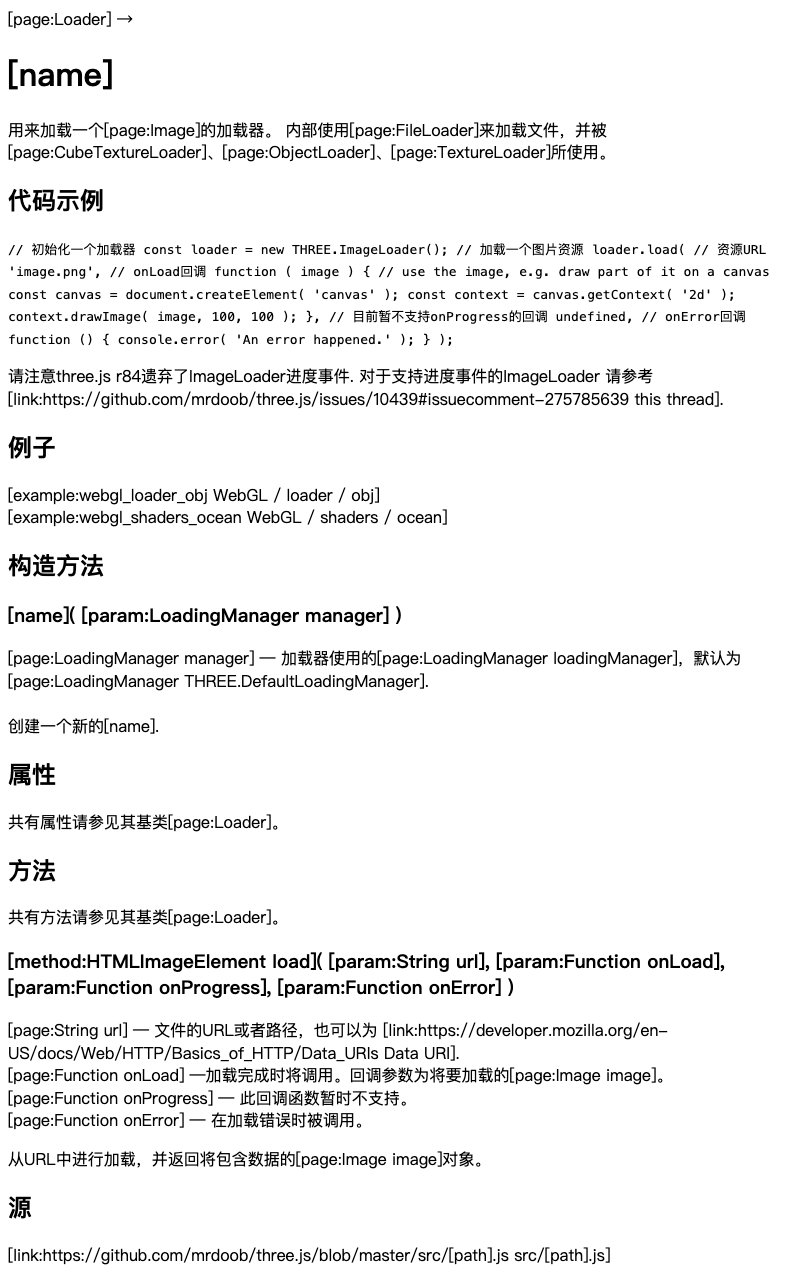 [page:Loader] →
[name]
用来加载一个[page:Image]的加载器。 内部使用[page:FileLoader]来加载文件，并被
[page:CubeTextureLoader]、[page:ObjectLoader]、[page:TextureLoader]所使用。
代码示例
// 初始化一个加载器 const loader = new THREE.ImageLoader(); // 加载一个图片资源 loader.load( // 资源URL
'image.png', // onLoad回调 function ( image ) { // use the image, e.g. draw part of it on a canvas
const canvas = document.createElement( 'canvas' ); const context = canvas.getContext( '2d' );
context.drawImage( image, 100, 100 ); }, // 目前暂不支持onProgress的回调 undefined, // onError回调
function () { console.error( 'An error happened.' ); } );
请注意three.js r84遗弃了ImageLoader进度事件. 对于支持进度事件的ImageLoader 请参考
[link:https://github.com/mrdoob/three.js/issues/10439#issuecomment-275785639 this thread].
例子
[example:webgl_loader_obj WebGL / loader / obj]
[example:webgl_shaders_ocean WebGL / shaders / ocean]
构造方法
[name]( [param:LoadingManager manager] )
[page:LoadingManager manager] — 加载器使用的[page:LoadingManager loadingManager]，默认为
[page:LoadingManager THREE.DefaultLoadingManager].
创建一个新的[name].
属性
共有属性请参见其基类[page:Loader]。
方法
共有方法请参见其基类[page:Loader]。
[method:HTMLImageElement load]( [param:String url], [param:Function onLoad],
[param:Function onProgress], [param:Function onError] )
[page:String url] — 文件的URL或者路径，也可以为 [link:https://developer.mozilla.org/en-
US/docs/Web/HTTP/Basics_of_HTTP/Data_URIs Data URI].
[page:Function onLoad] —加载完成时将调用。回调参数为将要加载的[page:Image image]。
[page:Function onProgress] — 此回调函数暂时不支持。
[page:Function onError] — 在加载错误时被调用。
从URL中进行加载，并返回将包含数据的[page:Image image]对象。
源
[link:https://github.com/mrdoob/three.js/blob/master/src/[path].js src/[path].js]